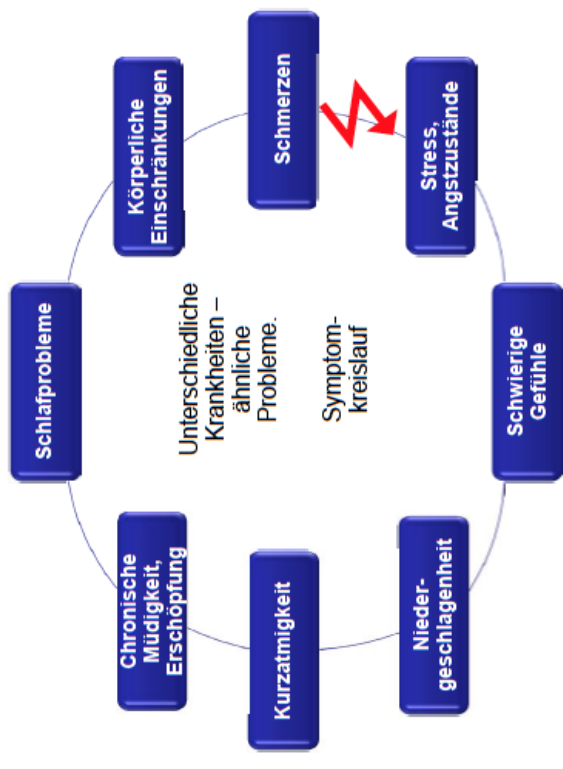 Schlafprobleme
Körperliche
Einschränkungen
Schmerzen
Stress,
Angstzustände
Schwierige
Gefühle
Nieder-
geschlagenheit
Kurzatmigkeit
Chronische
Müdigkeit,
Erschöpfung
Unterschiedliche
Krankheiten –
ähnliche
Probleme.
Symptom-
kreislauf